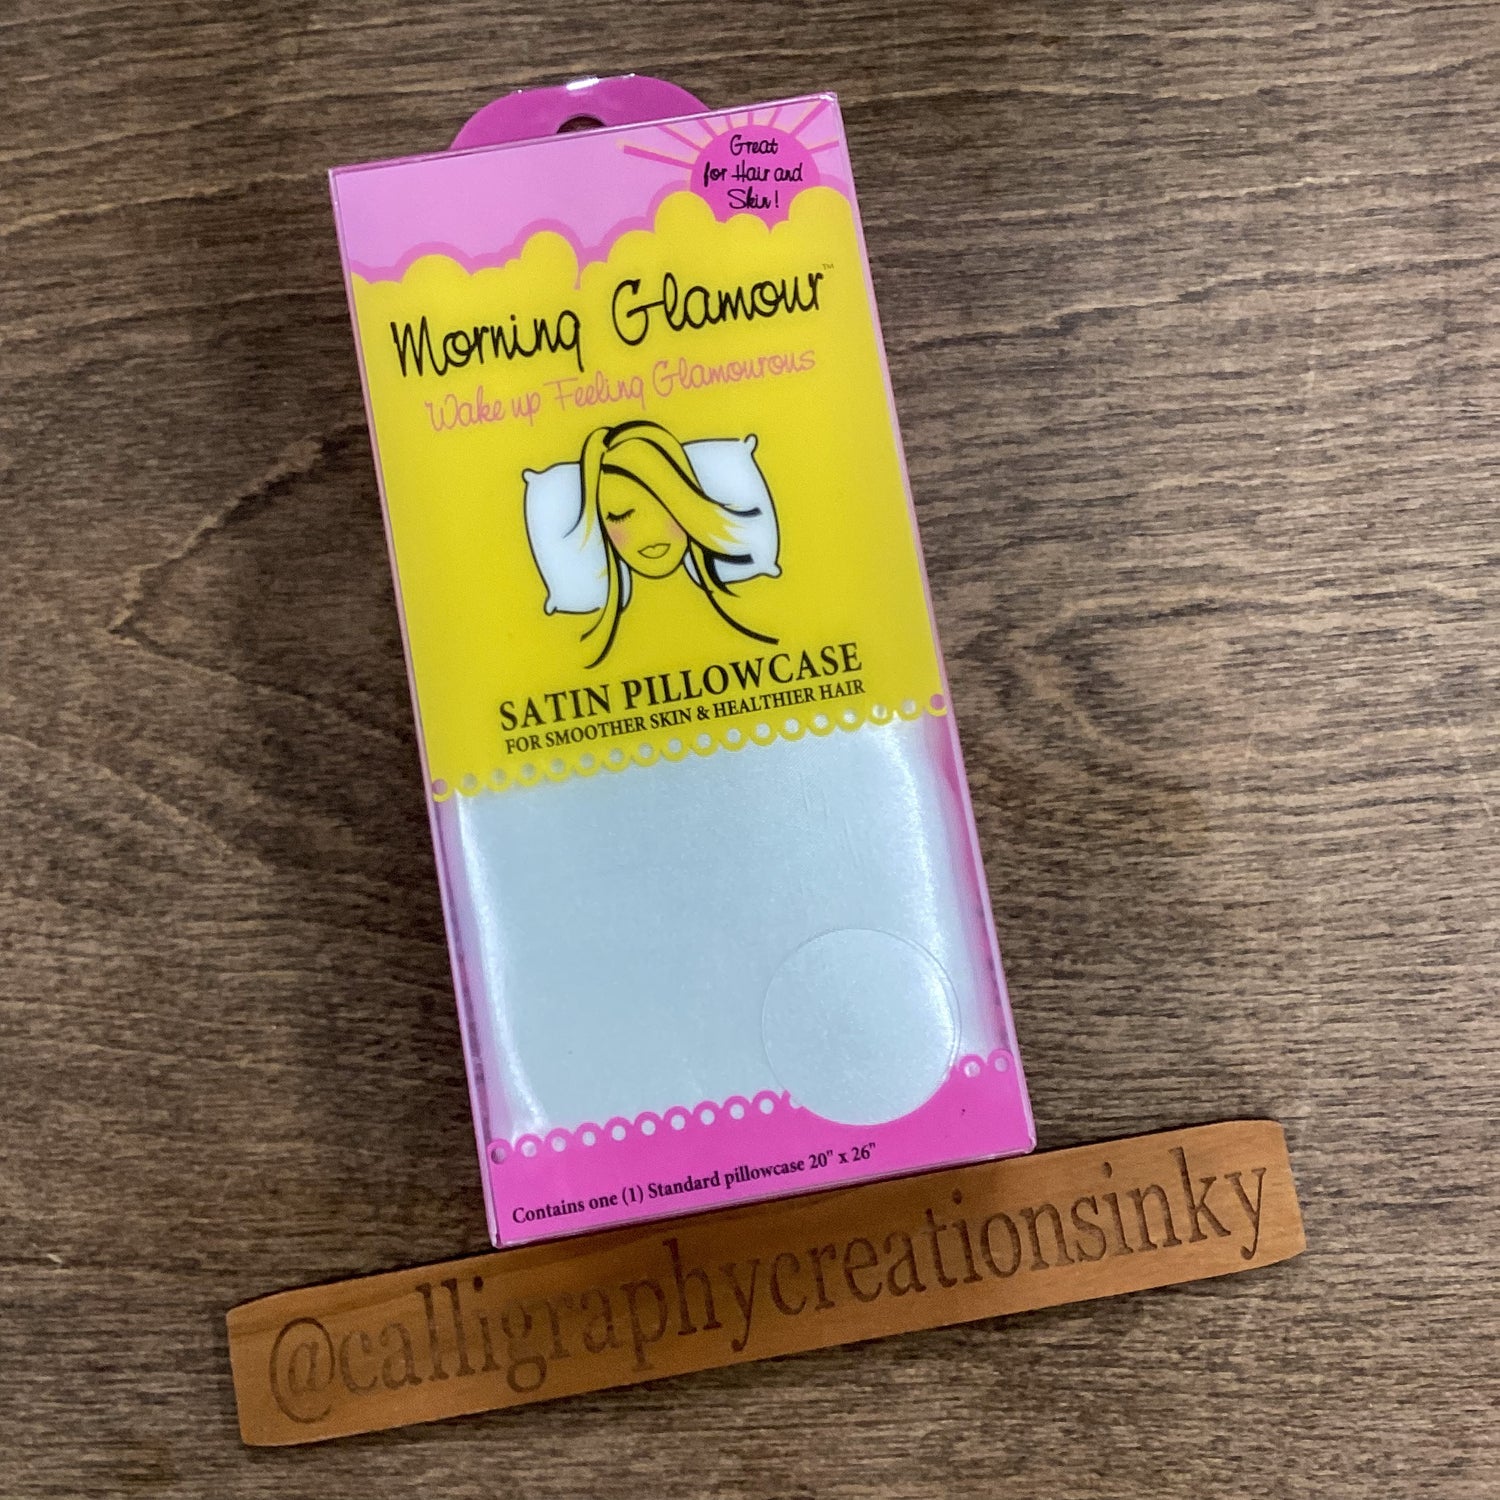 Great
for Hair and
Skin!
Morning Glamour™
Wake up Feeling Glamourous
SATIN PILLOWCASE
FOR SMOOTHER SKIN & HEALTHIER HAIR
Contains one (1) Standard pillowcase 20" x 26"
@calligraphycreationsinky